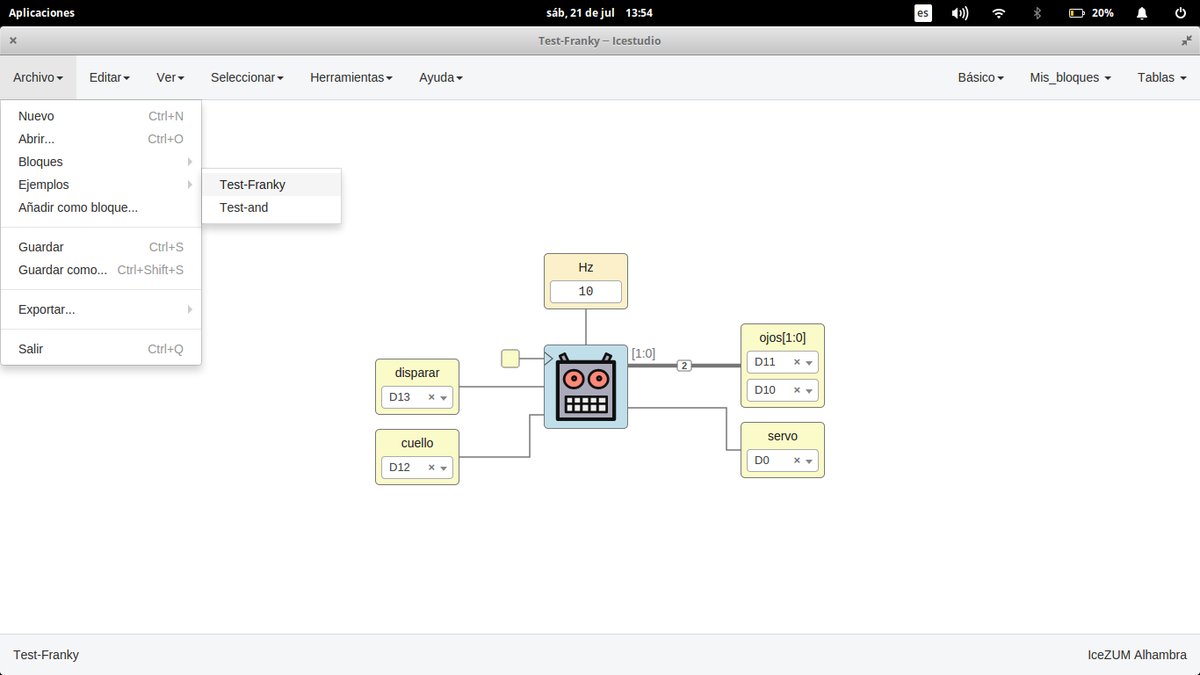 Aplicaciones
sáb, 21 de jul 13:54
es
20%
Test-Franky – Icestudio
Archivo
Editar
Ver
Seleccionar
Herramientas
Ayuda
Básico
Mis_bloques
Tablas
Nuevo Ctrl+N
Abrir... Ctrl+O
Bloques
Ejemplos
Añadir como bloque...
Guardar Ctrl+S
Guardar como... Ctrl+Shift+S
Exportar...
Salir Ctrl+Q
Test-Franky
Test-and
Hz
10
disparar
D13
cuello
D12
[1:0]
2
ojos[1:0]
D11
D10
servo
D0
Test-Franky
IceZUM Alhambra